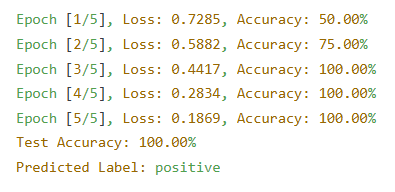 Epoch [1/5], Loss: 0.7285, Accuracy: 50.00%
Epoch [2/5], Loss: 0.5882, Accuracy: 75.00%
Epoch [3/5], Loss: 0.4417, Accuracy: 100.00%
Epoch [4/5], Loss: 0.2834, Accuracy: 100.00%
Epoch [5/5], Loss: 0.1869, Accuracy: 100.00%
Test Accuracy: 100.00%
Predicted Label: positive